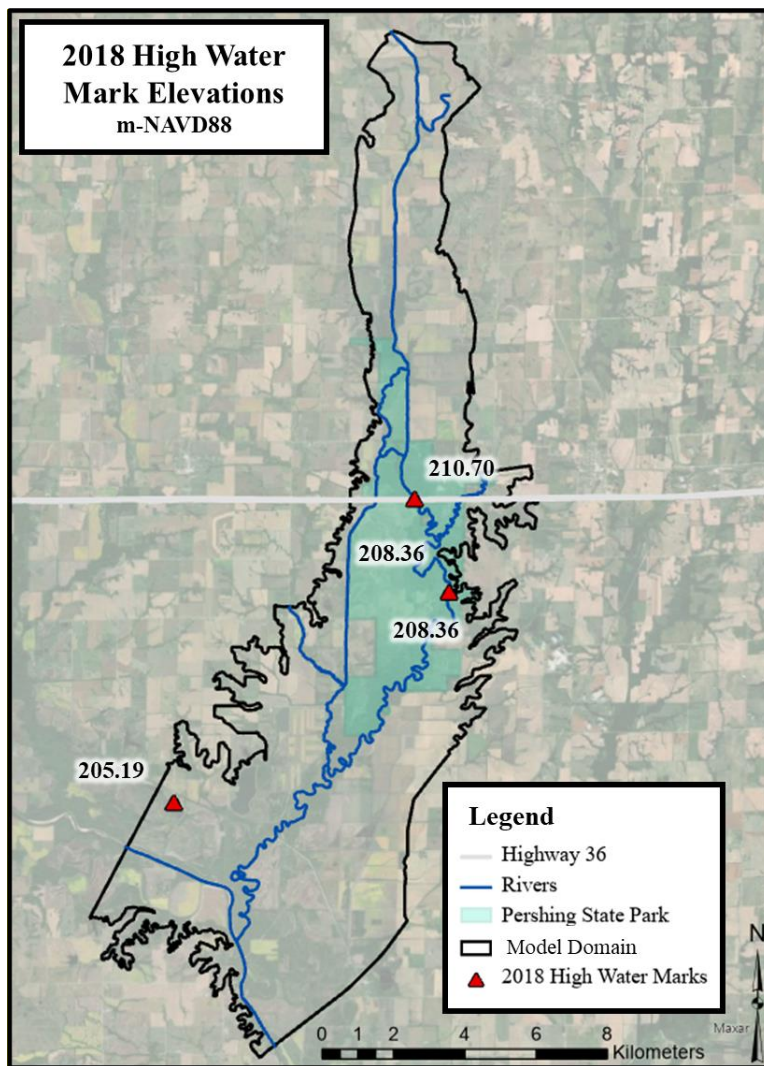 2018 High Water
Mark Elevations
m-NAVD88
210.70
208.36
208.36
205.19
Legend
Highway 36
Rivers
Pershing State Park
Model Domain
2018 High Water Marks
N
Maxar
0 1 2 4 6 8
Kilometers